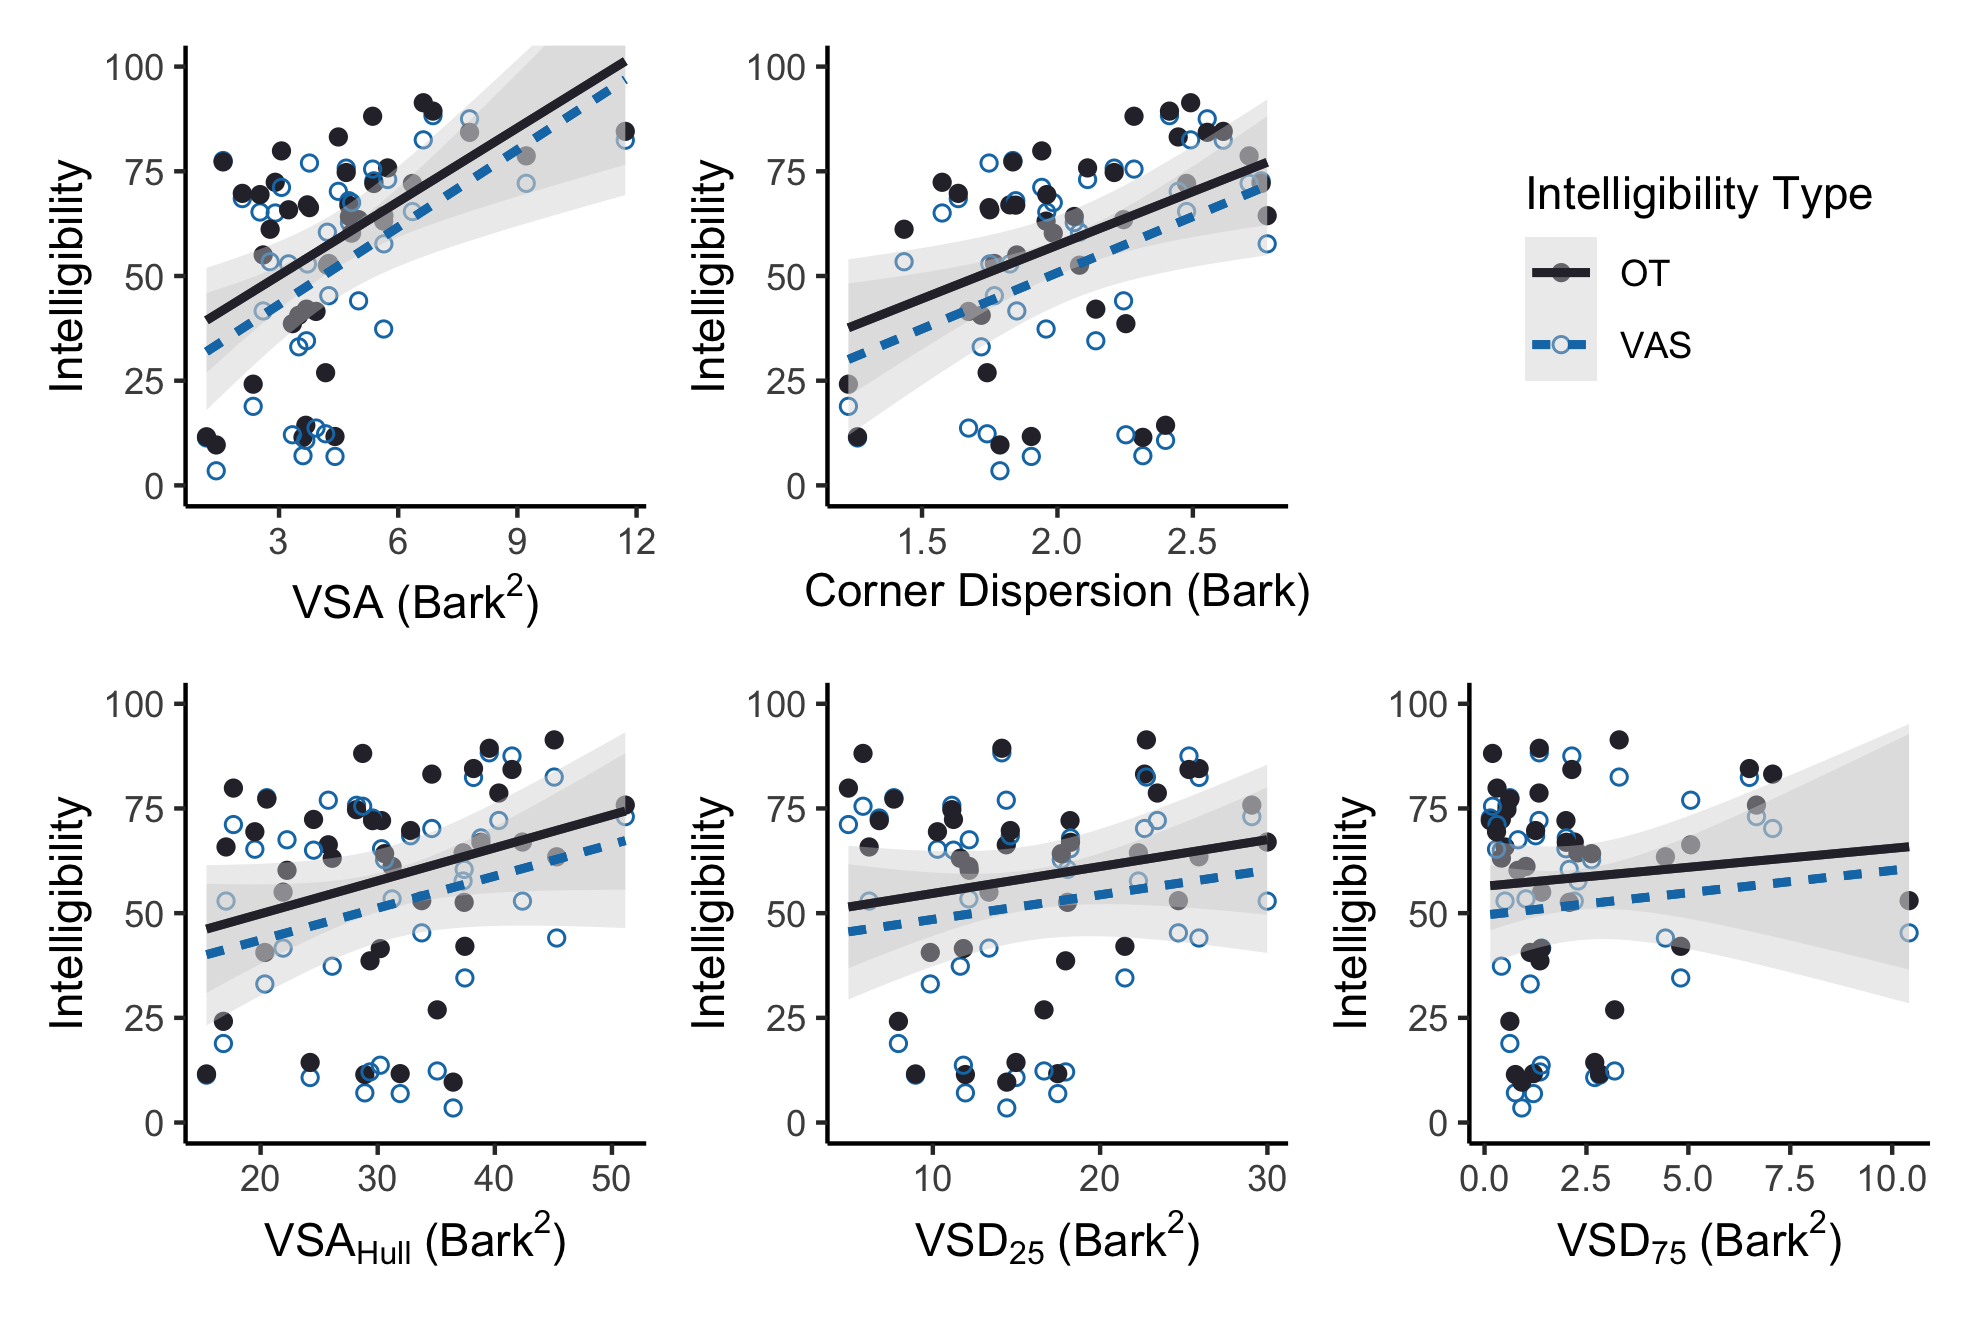 Intelligibility
100
75
50
25
0
3 6 9 12
VSA (Bark²)
Intelligibility
100
75
50
25
0
1.5 2.0 2.5
Corner Dispersion (Bark)
Intelligibility Type
OT
VAS
Intelligibility
100
75
50
25
0
20 30 40 50
VSA_Hull (Bark²)
Intelligibility
100
75
50
25
0
10 20 30
VSD₂₅ (Bark²)
Intelligibility
100
75
50
25
0
0.0 2.5 5.0 7.5 10.0
VSD₇₅ (Bark²)